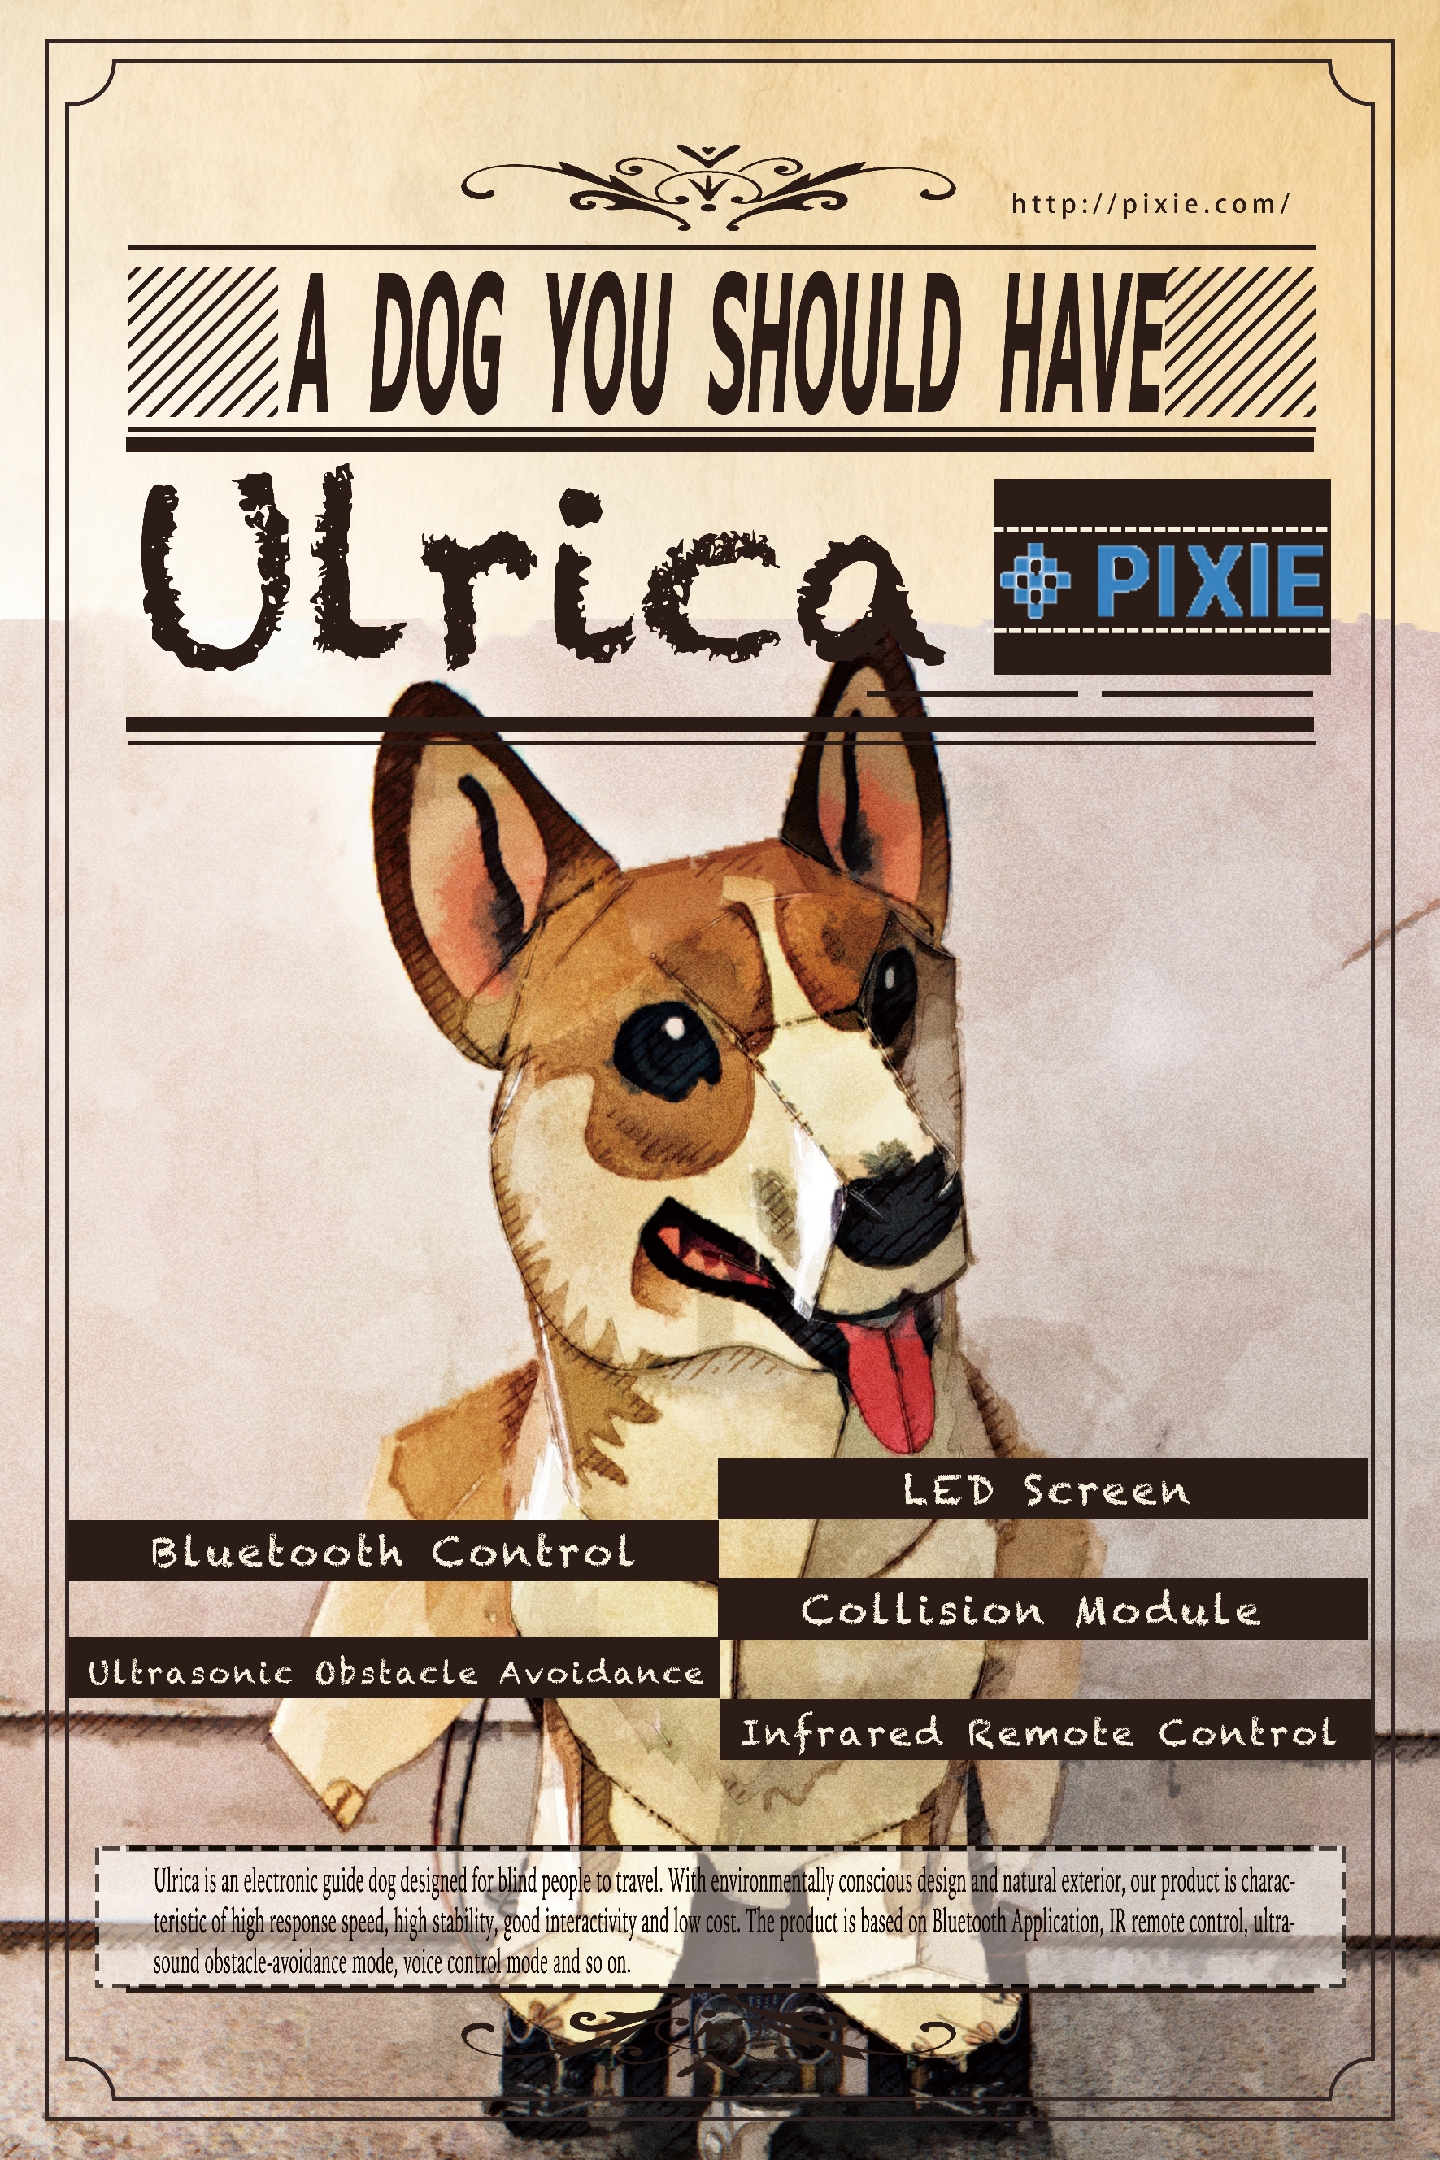 http://pixie.com/
A DOG YOU SHOULD HAVE
Ulrica
PIXIE
LED Screen
Bluetooth Control
Collision Module
Ultrasonic Obstacle Avoidance
Infrared Remote Control
Ulrica is an electronic guide dog designed for blind people to travel. With environmentally conscious design and natural exterior, our product is charac-
teristic of high response speed, high stability, good interactivity and low cost. The product is based on Bluetooth Application, IR remote control, ultra-
sound obstacle-avoidance mode, voice control mode and so on.